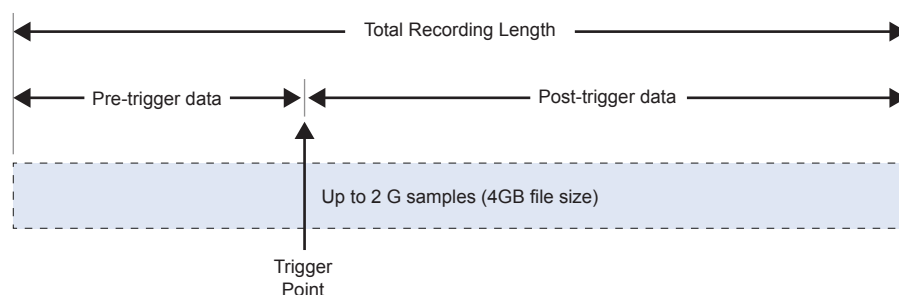 Total Recording Length
Pre-trigger data
Post-trigger data
Up to 2 G samples (4GB file size)
Trigger
Point